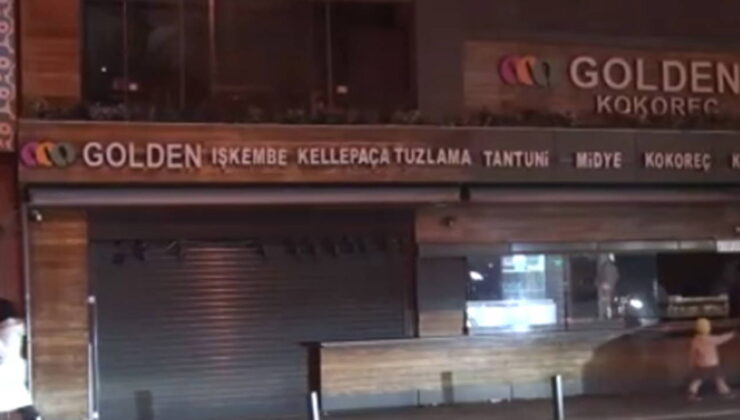 GOLDEN
KOKOREÇ
GOLDEN IŞKEMBE KELLEPAÇA TUZLAMA TANTUNİ MİDYE KOKOREÇ K